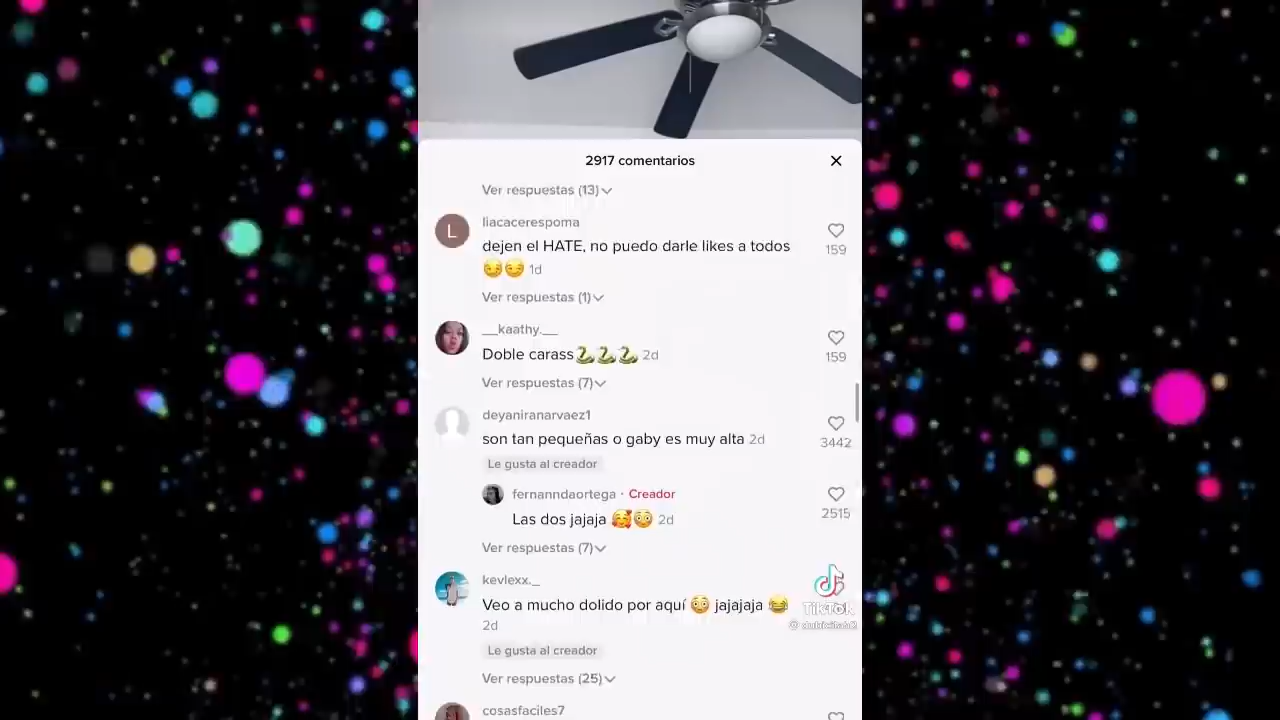 2917 comentarios
Ver respuestas (13)
liacacerespoma
dejen el HATE, no puedo darle likes a todos
😏😏 1d
159
Ver respuestas (1)
__kaathy.__
Doble carass🐍🐍🐍 2d
159
Ver respuestas (7)
deyaniranarvaez1
son tan pequeñas o gaby es muy alta 2d
3442
Le gusta al creador
fernanndaortega · Creador
Las dos jajaja 🥰😳 2d
2515
Ver respuestas (7)
kevlexx._
Veo a mucho dolido por aquí 😳 jajajaja 😂
2d
Le gusta al creador
Ver respuestas (25)
cosasfaciles7
L
TikTok